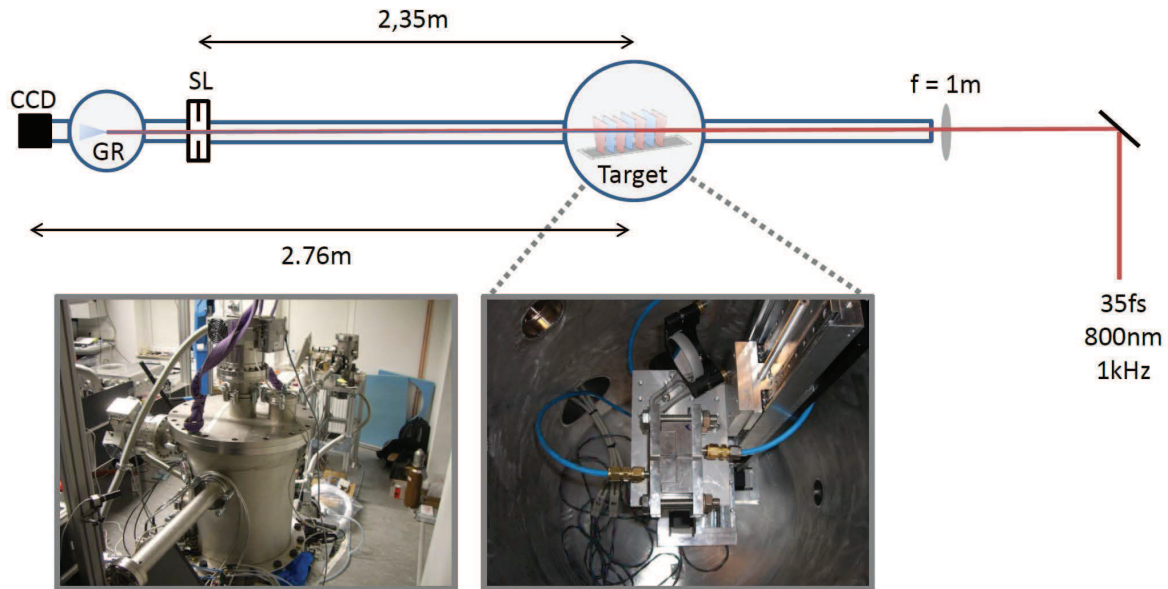 2,35m
SL
f = 1m
CCD
GR
Target
2.76m
35fs
800nm
1kHz